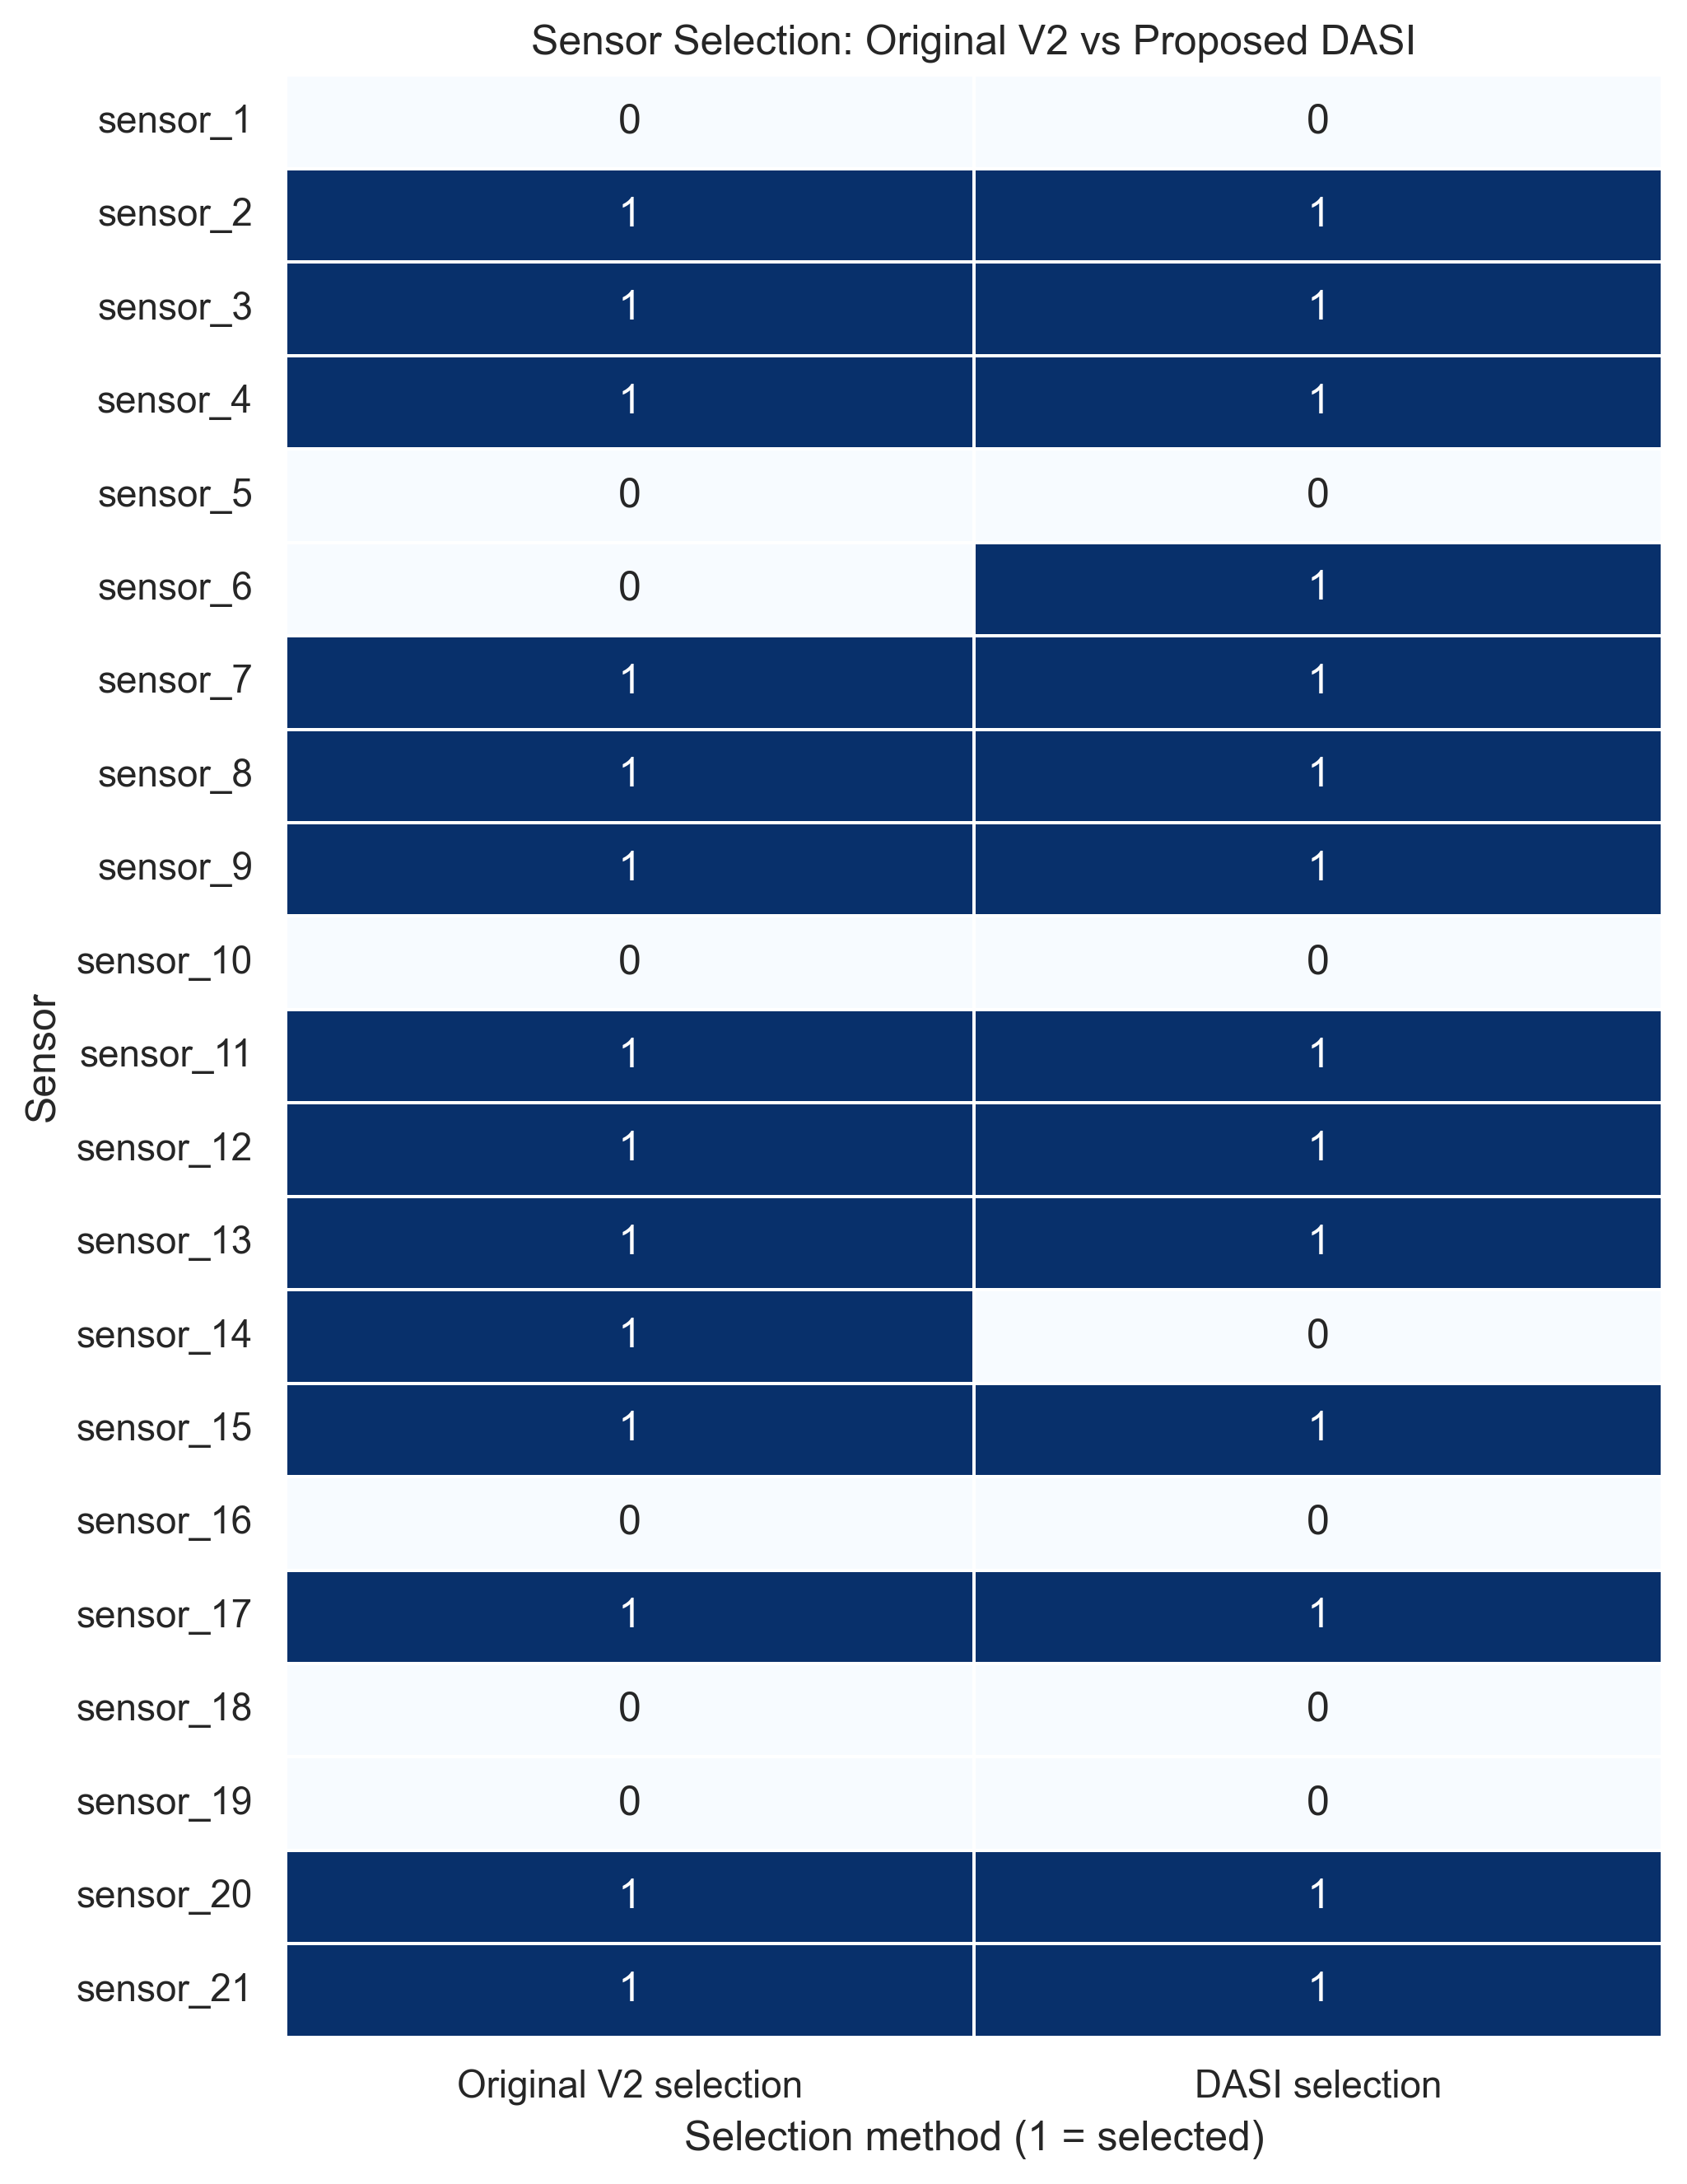 Sensor Selection: Original V2 vs Proposed DASI
sensor_1 0 0
sensor_2 1 1
sensor_3 1 1
sensor_4 1 1
sensor_5 0 0
sensor_6 0 1
sensor_7 1 1
sensor_8 1 1
sensor_9 1 1
sensor_10 0 0
Sensor
sensor_11 1 1
sensor_12 1 1
sensor_13 1 1
sensor_14 1 0
sensor_15 1 1
sensor_16 0 0
sensor_17 1 1
sensor_18 0 0
sensor_19 0 0
sensor_20 1 1
sensor_21 1 1
Original V2 selection DASI selection
Selection method (1 = selected)